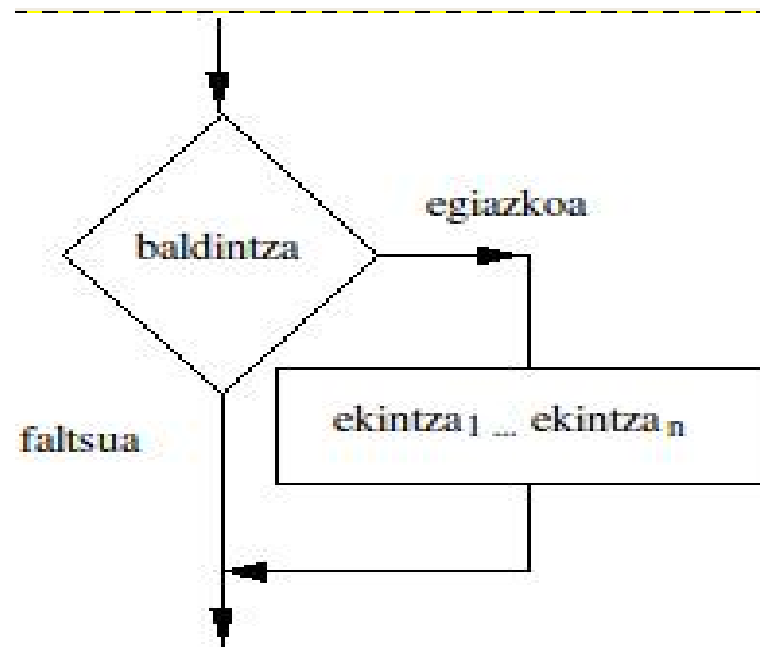 egiazkoa
baldintza
ekintza₁ ... ekintzaₙ
faltsua